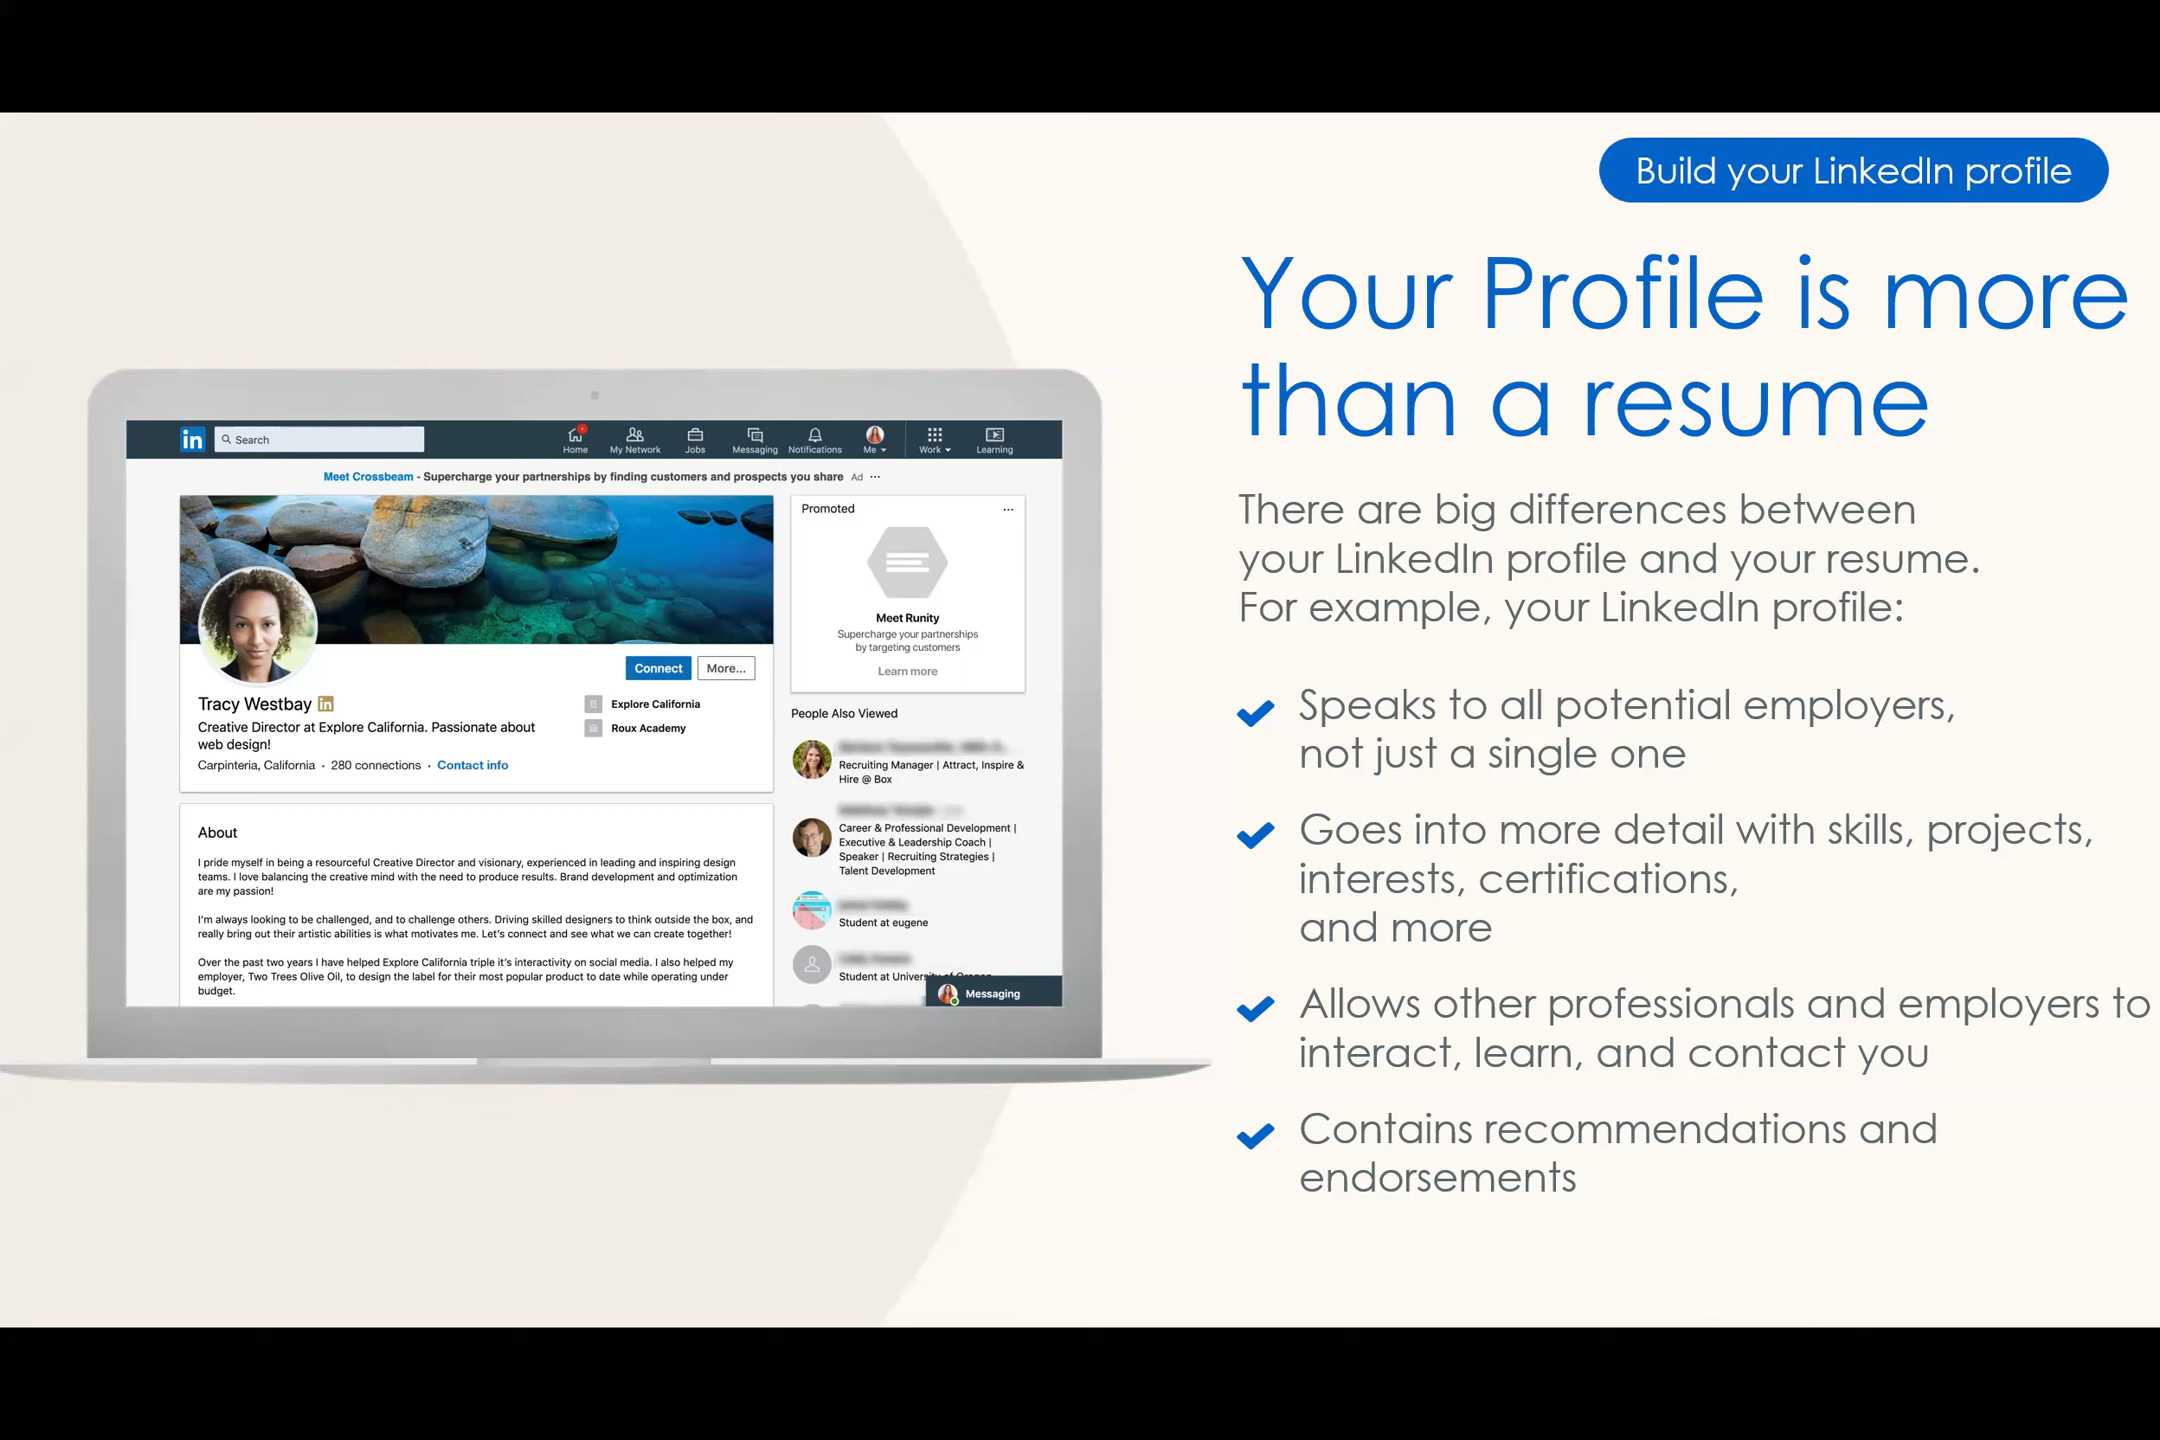 Build your LinkedIn profile
Your Profile is more
than a resume
There are big differences between
your LinkedIn profile and your resume.
For example, your LinkedIn profile:
Speaks to all potential employers,
not just a single one
Goes into more detail with skills, projects,
interests, certifications,
and more
Allows other professionals and employers to
interact, learn, and contact you
Contains recommendations and
endorsements
in
Search
Home
My Network
Jobs
Messaging
Notifications
Me
Work
Learning
Meet Crossbeam - Supercharge your partnerships by finding customers and prospects you share Ad ...
Connect
More...
Tracy Westbay in
Creative Director at Explore California. Passionate about
web design!
Carpinteria, California · 280 connections · Contact info
Explore California
Roux Academy
About
I pride myself in being a resourceful Creative Director and visionary, experienced in leading and inspiring design
teams. I love balancing the creative mind with the need to produce results. Brand development and optimization
are my passion!
I'm always looking to be challenged, and to challenge others. Driving skilled designers to think outside the box, and
really bring out their artistic abilities is what motivates me. Let's connect and see what we can create together!
Over the past two years I have helped Explore California triple it's interactivity on social media. I also helped my
employer, Two Trees Olive Oil, to design the label for their most popular product to date while operating under
budget.
Promoted ...
Meet Runity
Supercharge your partnerships
by targeting customers
Learn more
People Also Viewed
Recruiting Manager | Attract, Inspire &
Hire @ Box
Career & Professional Development |
Executive & Leadership Coach |
Speaker | Recruiting Strategies |
Talent Development
Student at eugene
Student at University of Oregon
Messaging